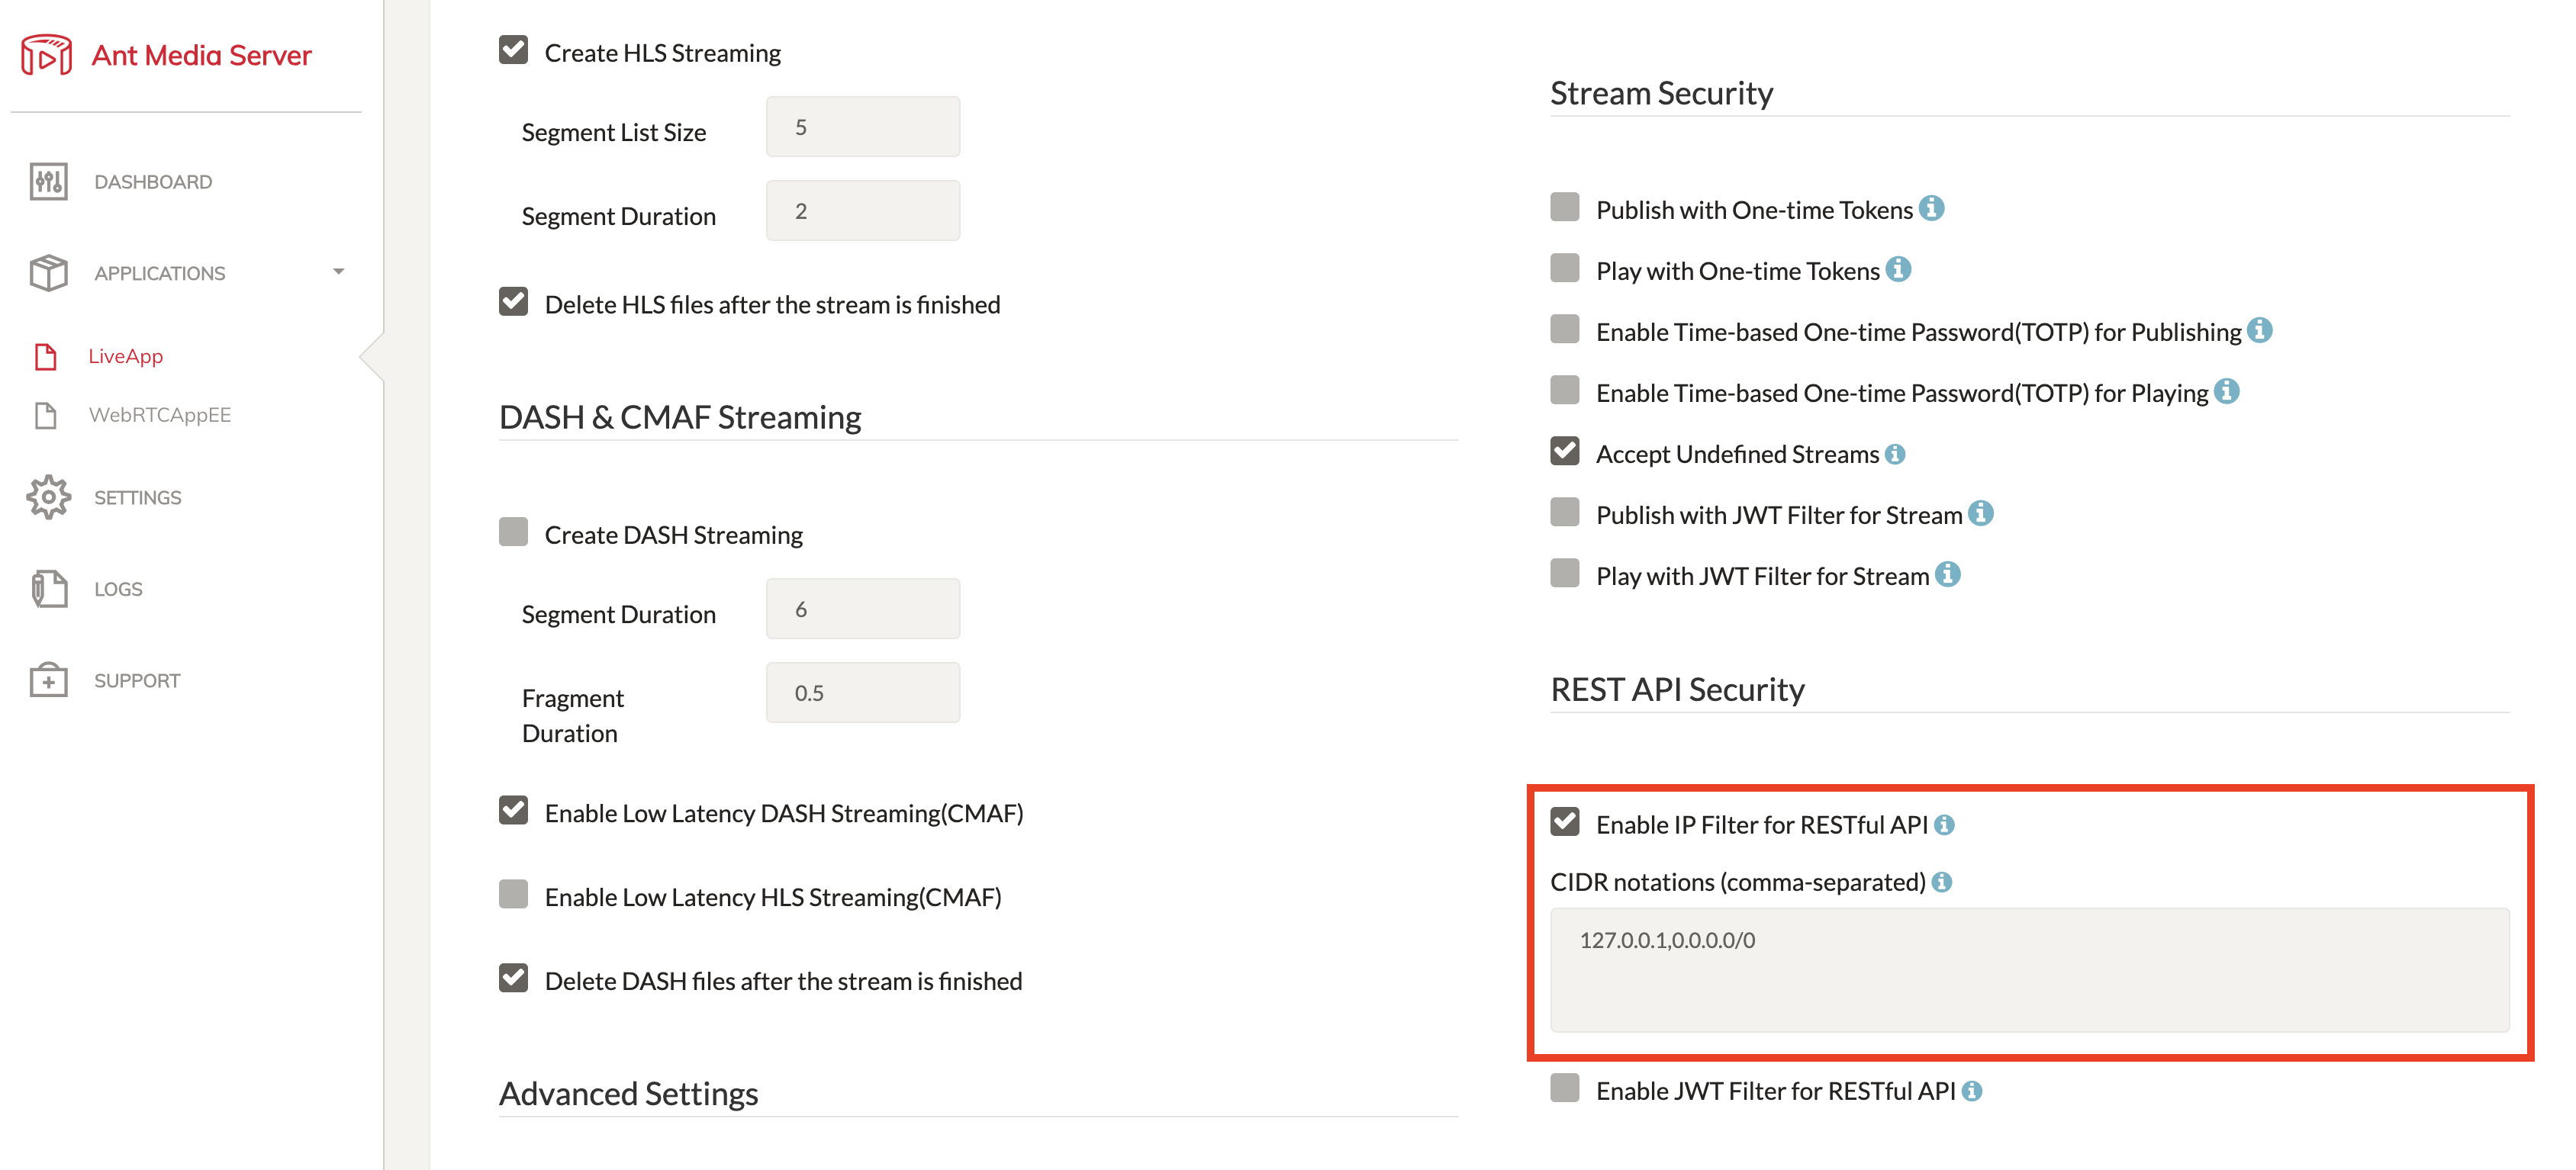 Ant Media Server
DASHBOARD
APPLICATIONS
LiveApp
WebRTCAppEE
SETTINGS
LOGS
SUPPORT
Create HLS Streaming
Segment List Size
5
Segment Duration
2
Delete HLS files after the stream is finished
DASH & CMAF Streaming
Create DASH Streaming
Segment Duration
6
Fragment
Duration
0.5
Enable Low Latency DASH Streaming(CMAF)
Enable Low Latency HLS Streaming(CMAF)
Delete DASH files after the stream is finished
Advanced Settings
Stream Security
Publish with One-time Tokens
Play with One-time Tokens
Enable Time-based One-time Password(TOTP) for Publishing
Enable Time-based One-time Password(TOTP) for Playing
Accept Undefined Streams
Publish with JWT Filter for Stream
Play with JWT Filter for Stream
REST API Security
Enable IP Filter for RESTful API
CIDR notations (comma-separated)
127.0.0.1,0.0.0.0/0
Enable JWT Filter for RESTful API